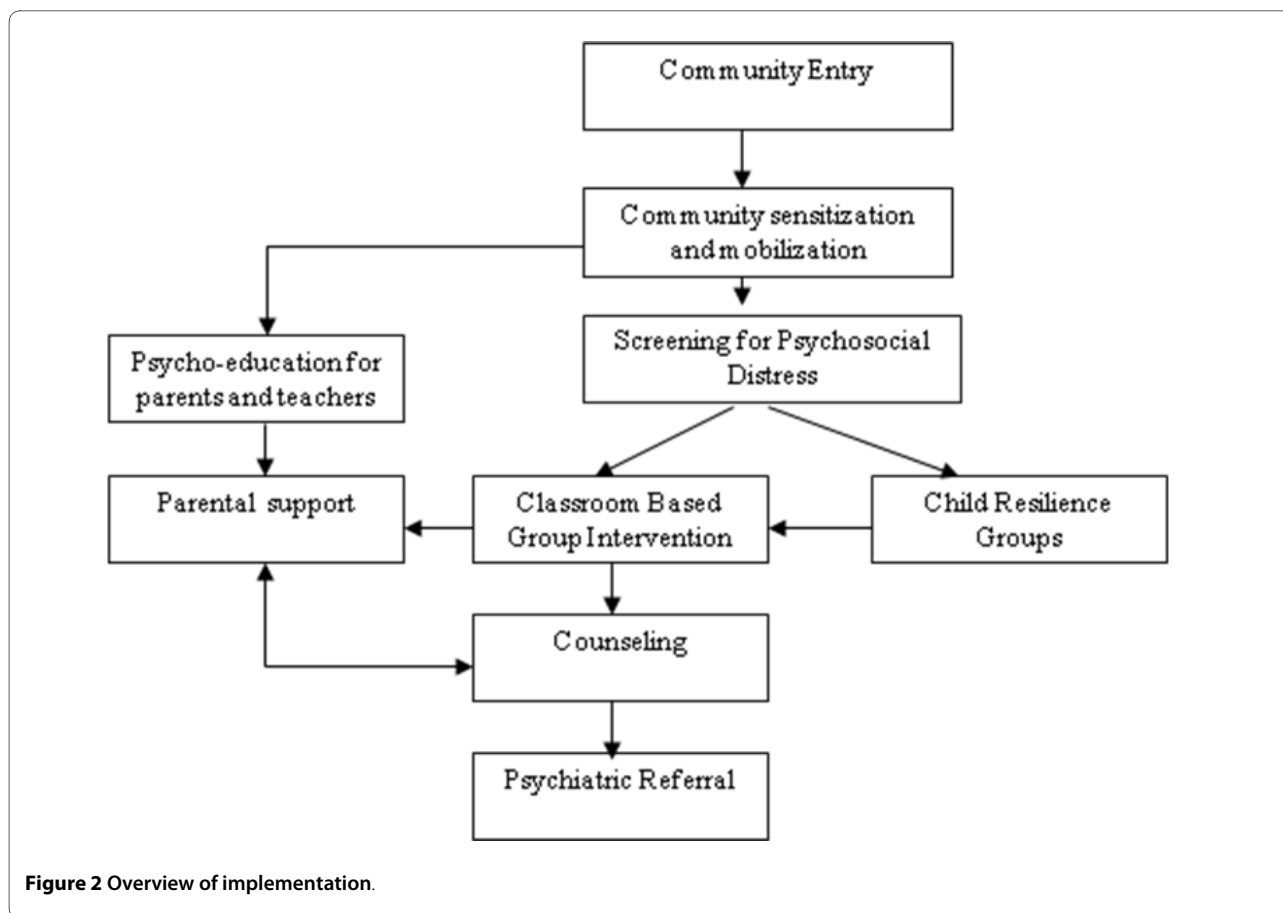 Community Entry
Community sensitization
and mobilization
Psycho-education for
parents and teachers
Screening for Psychosocial
Distress
Parental support
Classroom Based
Group Intervention
Child Resilience
Groups
Counseling
Psychiatric Referral
Figure 2 Overview of implementation.